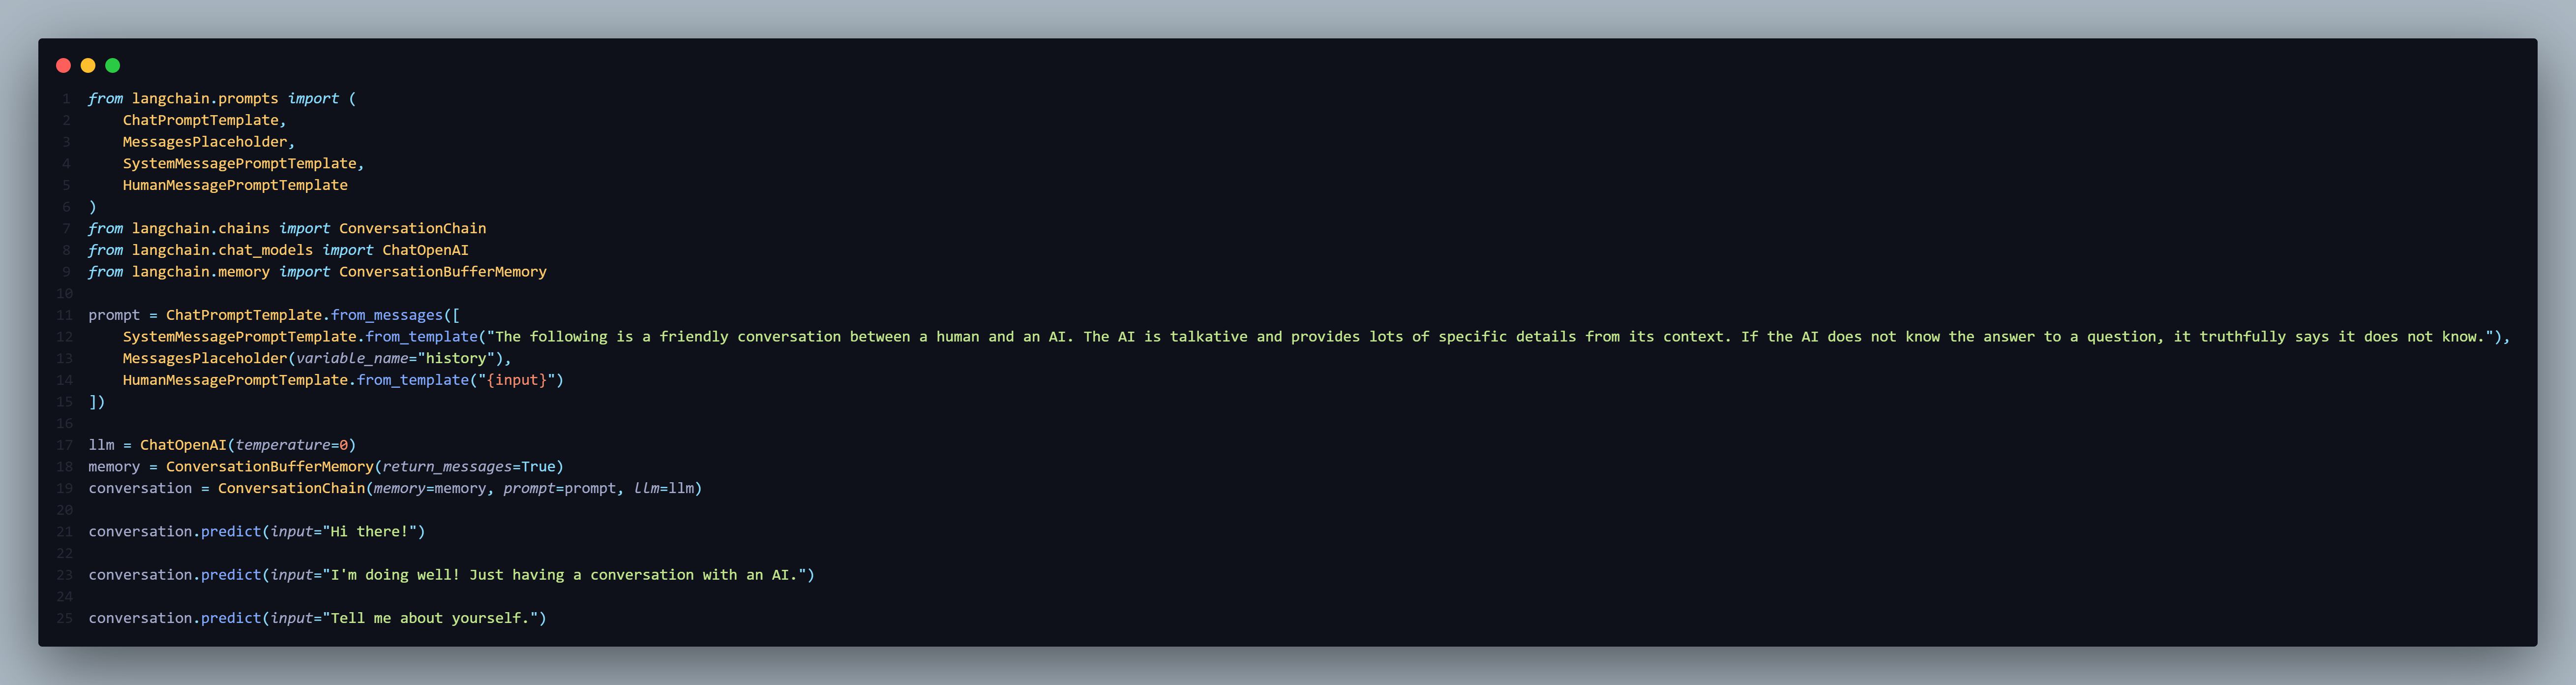 1 from langchain.prompts import (
2     ChatPromptTemplate,
3     MessagesPlaceholder,
4     SystemMessagePromptTemplate,
5     HumanMessagePromptTemplate
6 )
7 from langchain.chains import ConversationChain
8 from langchain.chat_models import ChatOpenAI
9 from langchain.memory import ConversationBufferMemory
10
11 prompt = ChatPromptTemplate.from_messages([
12     SystemMessagePromptTemplate.from_template("The following is a friendly conversation between a human and an AI. The AI is talkative and provides lots of specific details from its context. If the AI does not know the answer to a question, it truthfully says it does not know."),
13     MessagesPlaceholder(variable_name="history"),
14     HumanMessagePromptTemplate.from_template("{input}")
15 ])
16
17 llm = ChatOpenAI(temperature=0)
18 memory = ConversationBufferMemory(return_messages=True)
19 conversation = ConversationChain(memory=memory, prompt=prompt, llm=llm)
20
21 conversation.predict(input="Hi there!")
22
23 conversation.predict(input="I'm doing well! Just having a conversation with an AI.")
24
25 conversation.predict(input="Tell me about yourself.")